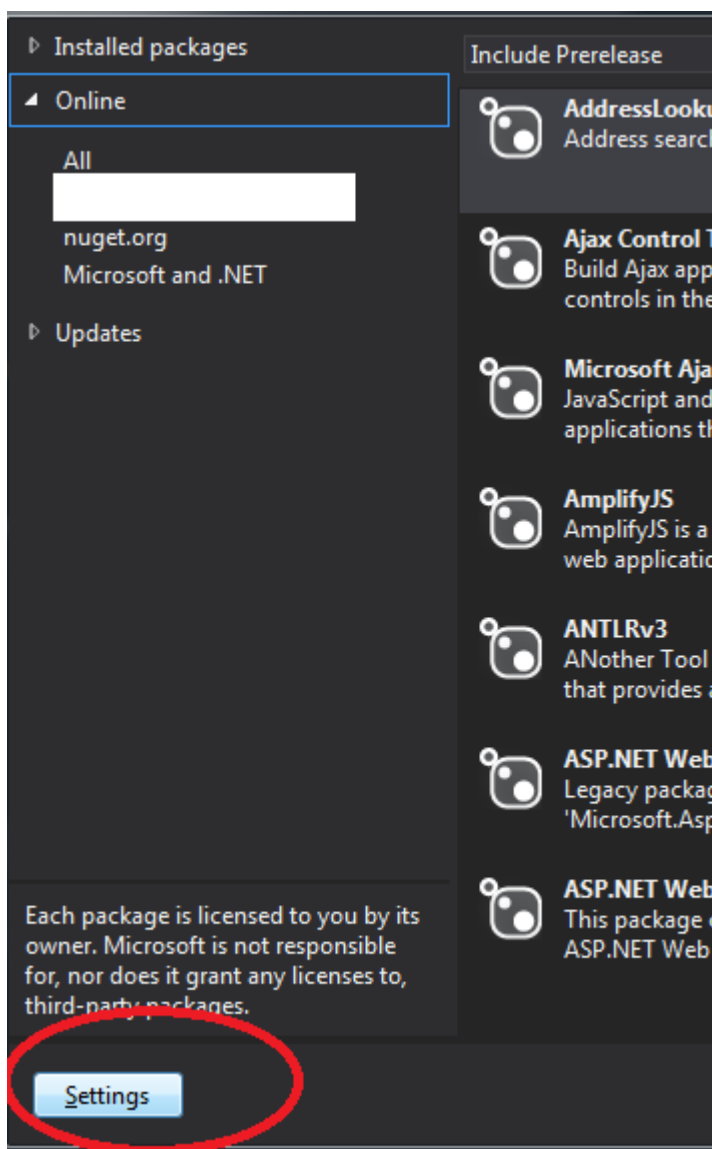 Installed packages
Online
All
nuget.org
Microsoft and .NET
Updates
Each package is licensed to you by its
owner. Microsoft is not responsible
for, nor does it grant any licenses to,
third-party packages.
Settings
Include Prerelease
Address search
Ajax Control
Build Ajax app
controls in the
Microsoft Aja
JavaScript and
applications th
AmplifyJS
AmplifyJS is a
web applicatio
ANTLRv3
ANother Tool
that provides a
ASP.NET Web
Legacy packag
'Microsoft.Asp
ASP.NET Web
This package
ASP.NET Web